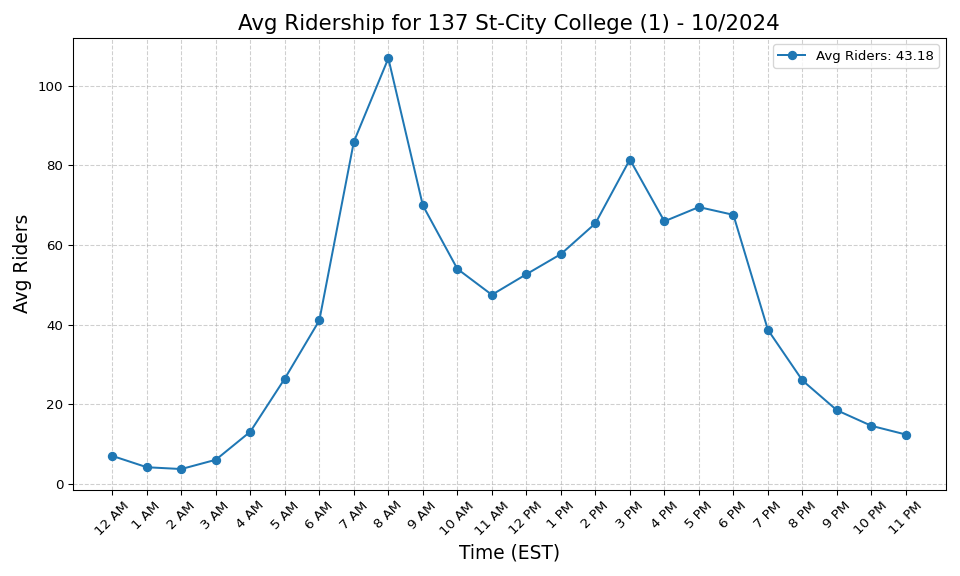 Avg Ridership for 137 St-City College (1) - 10/2024
Avg Riders: 43.18
Avg Riders
100
80
60
40
20
0
12 AM
1 AM
2 AM
3 AM
4 AM
5 AM
6 AM
7 AM
8 AM
9 AM
10 AM
11 AM
12 PM
1 PM
2 PM
3 PM
4 PM
5 PM
6 PM
7 PM
8 PM
9 PM
10 PM
11 PM
Time (EST)